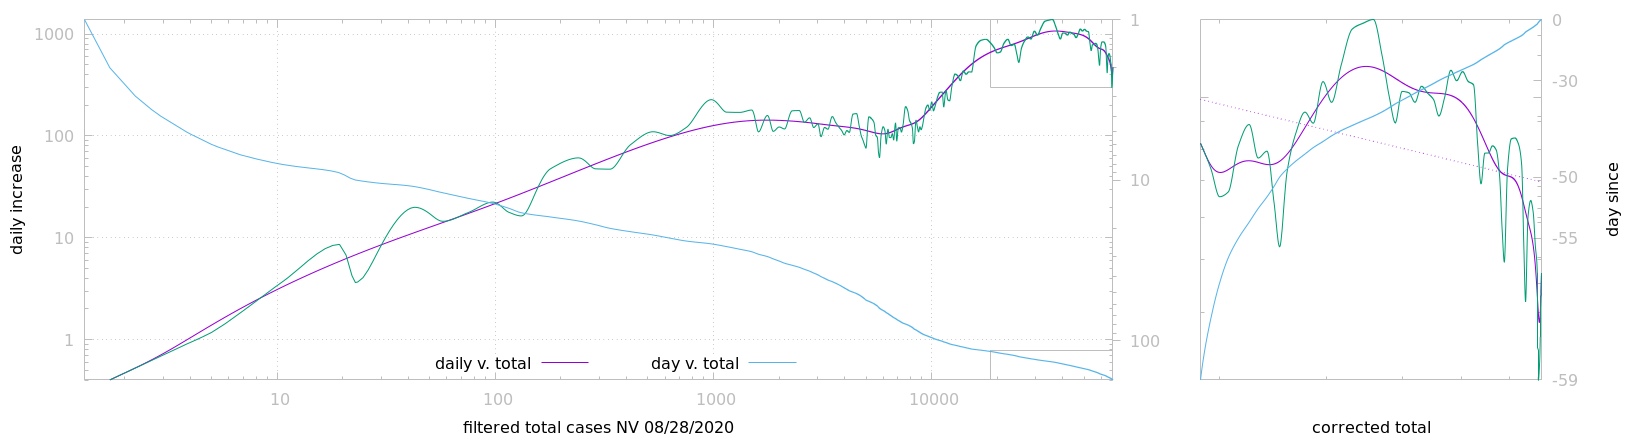 1000
100
10
1
daily increase
10
100
1000
10000
filtered total cases NV 08/28/2020
daily v. total
day v. total
1
10
100
0
-30
-50
-55
-59
day since
corrected total